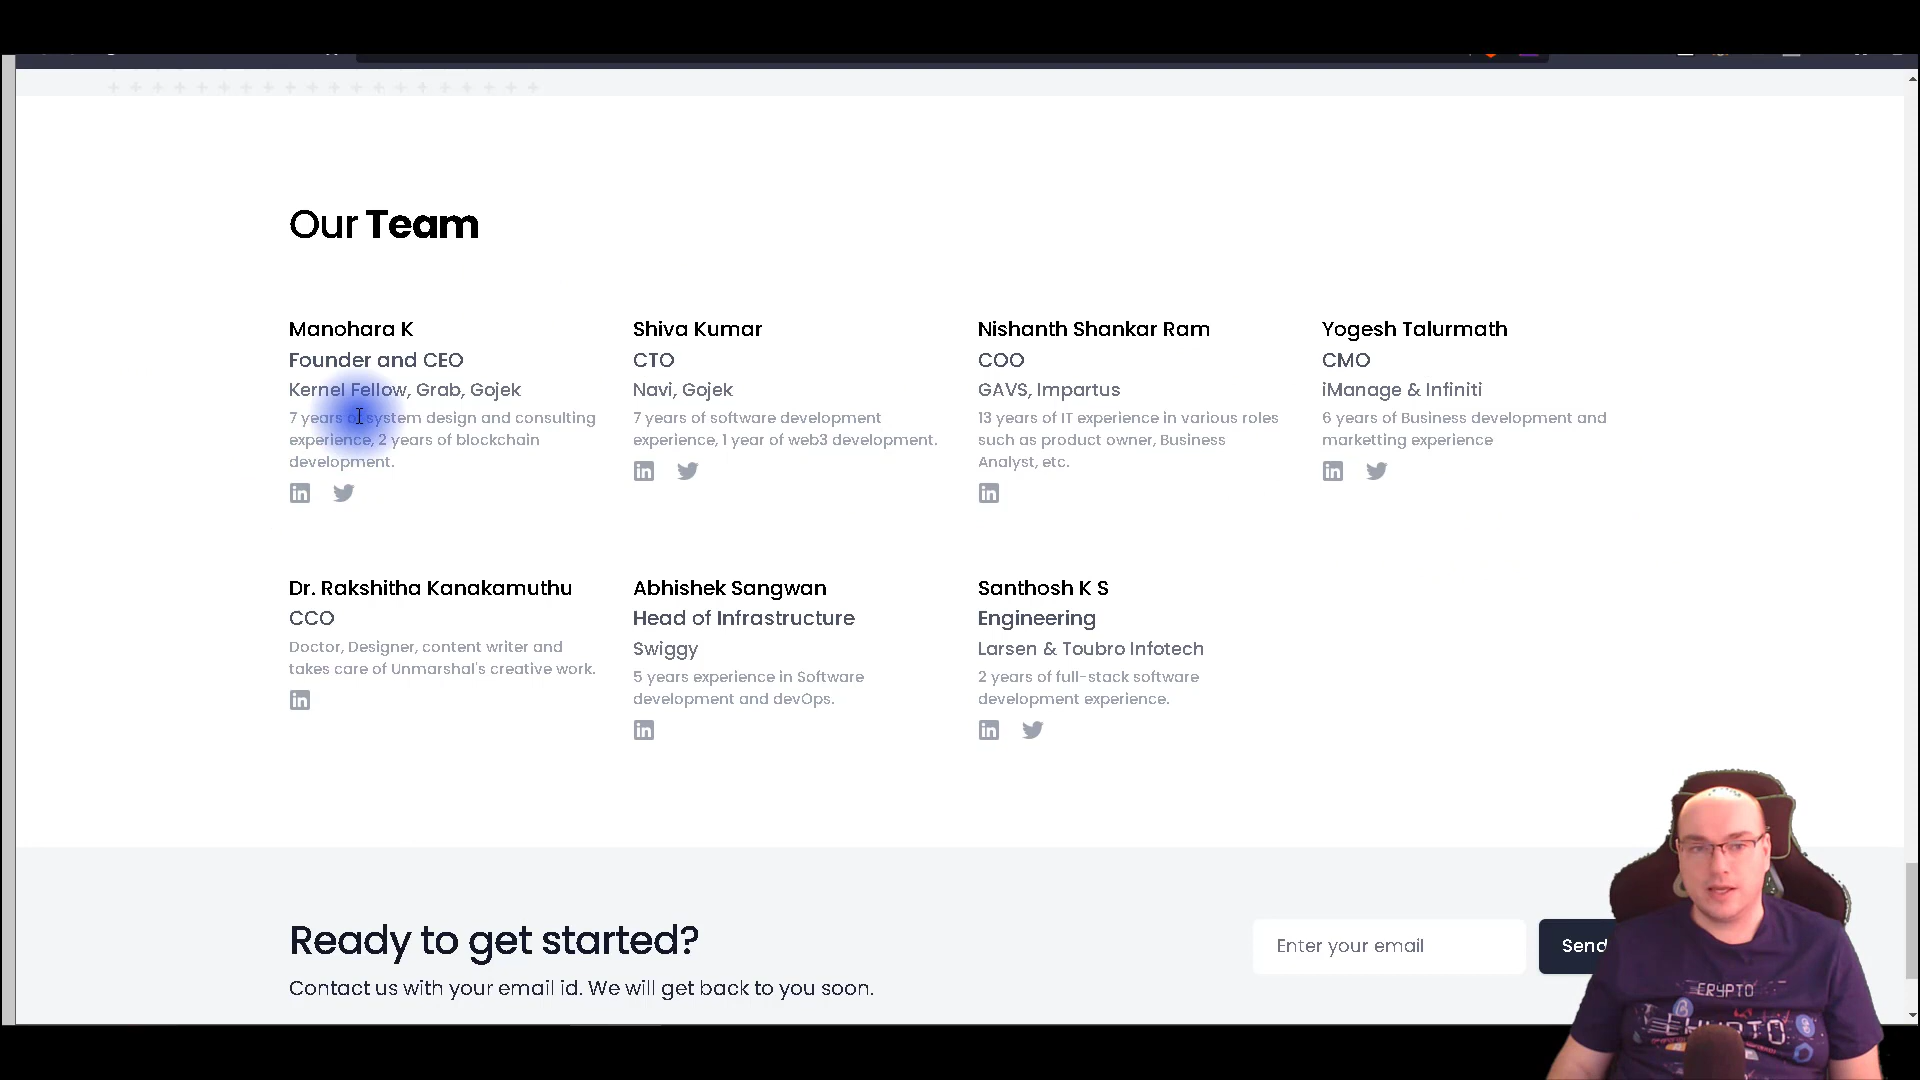 Our Team
Manohara K
Founder and CEO
Kernel Fellow, Grab, Gojek
7 years of system design and consulting
experience, 2 years of blockchain
development.
Shiva Kumar
CTO
Navi, Gojek
7 years of software development
experience, 1 year of web3 development.
Nishanth Shankar Ram
COO
GAVS, Impartus
13 years of IT experience in various roles
such as product owner, Business
Analyst, etc.
Yogesh Talurmath
CMO
iManage & Infiniti
6 years of Business development and
marketting experience
Dr. Rakshitha Kanakamuthu
CCO
Doctor, Designer, content writer and
takes care of Unmarshal's creative work.
Abhishek Sangwan
Head of Infrastructure
Swiggy
5 years experience in Software
development and devOps.
Santhosh K S
Engineering
Larsen & Toubro Infotech
2 years of full-stack software
development experience.
Ready to get started?
Contact us with your email id. We will get back to you soon.
Enter your email
Send